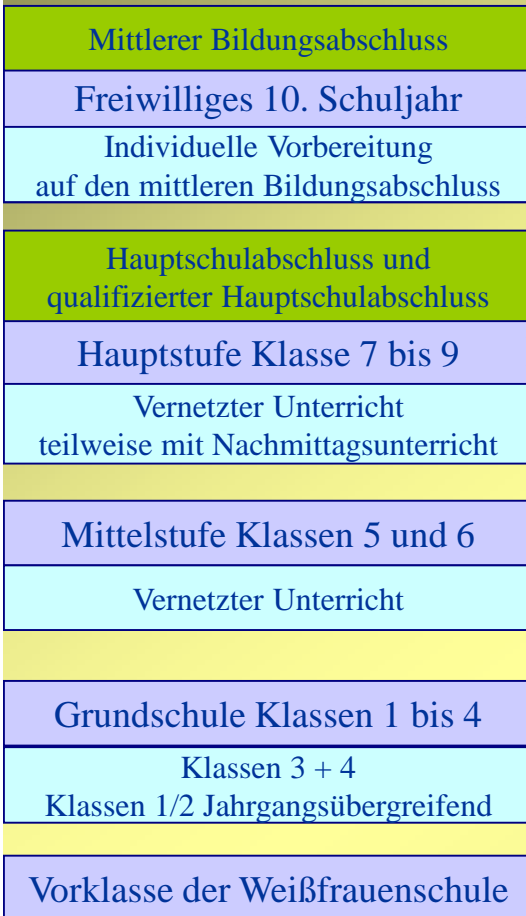 Mittlerer Bildungsabschluss
Freiwilliges 10. Schuljahr
Individuelle Vorbereitung
auf den mittleren Bildungsabschluss
Hauptschulabschluss und
qualifizierter Hauptschulabschluss
Hauptstufe Klasse 7 bis 9
Vernetzter Unterricht
teilweise mit Nachmittagsunterricht
Mittelstufe Klassen 5 und 6
Vernetzter Unterricht
Grundschule Klassen 1 bis 4
Klassen 3 + 4
Klassen 1/2 Jahrgangsübergreifend
Vorklasse der Weißfrauenschule